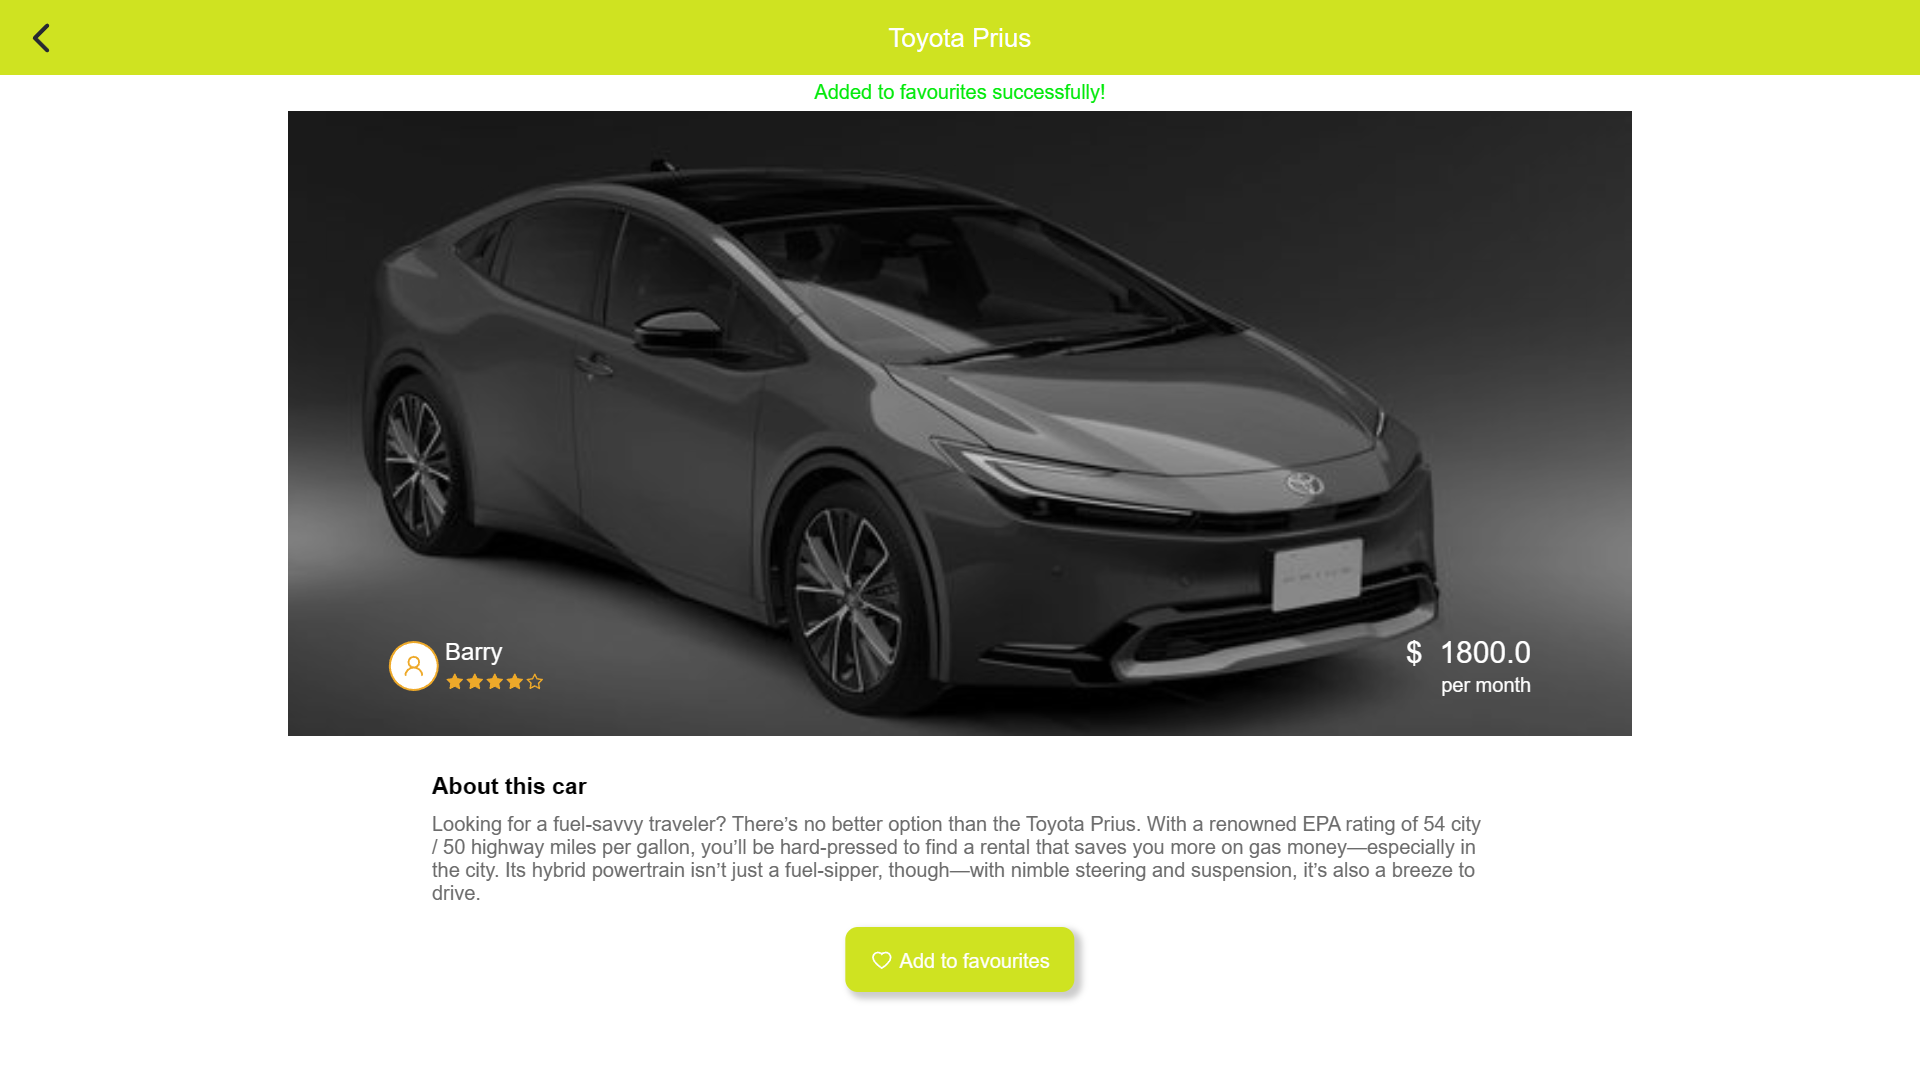 Toyota Prius
Added to favourites successfully!
Barry
$ 1800.0
per month
About this car
Looking for a fuel-savvy traveler? There’s no better option than the Toyota Prius. With a renowned EPA rating of 54 city
/ 50 highway miles per gallon, you’ll be hard-pressed to find a rental that saves you more on gas money—especially in
the city. Its hybrid powertrain isn’t just a fuel-sipper, though—with nimble steering and suspension, it’s also a breeze to
drive.
Add to favourites